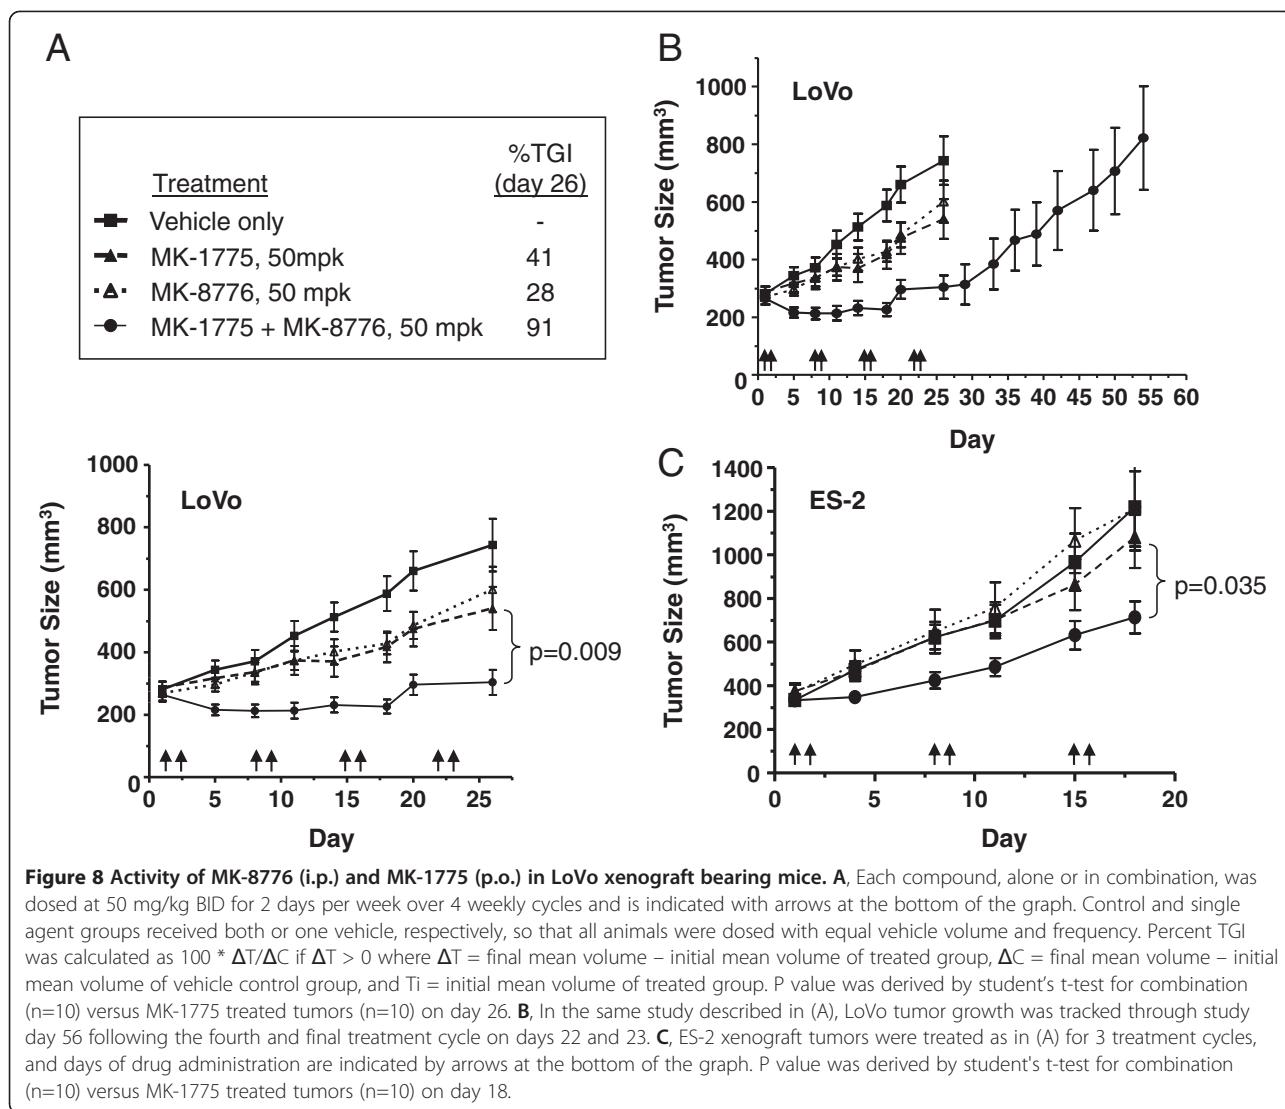 A
%TGI
Treatment (day 26)
Vehicle only -
MK-1775, 50mpk 41
MK-8776, 50 mpk 28
MK-1775 + MK-8776, 50 mpk 91
B
LoVo
Tumor Size (mm³)
1000
800
600
400
200
0
0 5 10 15 20 25 30 35 40 45 50 55 60
Day
LoVo
Tumor Size (mm³)
1000
800
600
400
200
0
0 5 10 15 20 25
Day
p=0.009
C
ES-2
Tumor Size (mm³)
1400
1200
1000
800
600
400
200
0
0 5 10 15 20
Day
p=0.035
Figure 8 Activity of MK-8776 (i.p.) and MK-1775 (p.o.) in LoVo xenograft bearing mice. A, Each compound, alone or in combination, was
dosed at 50 mg/kg BID for 2 days per week over 4 weekly cycles and is indicated with arrows at the bottom of the graph. Control and single
agent groups received both or one vehicle, respectively, so that all animals were dosed with equal vehicle volume and frequency. Percent TGI
was calculated as 100 * ΔT/ΔC if ΔT > 0 where ΔT = final mean volume – initial mean volume of treated group, ΔC = final mean volume – initial
mean volume of vehicle control group, and Ti = initial mean volume of treated group. P value was derived by student's t-test for combination
(n=10) versus MK-1775 treated tumors (n=10) on day 26. B, In the same study described in (A), LoVo tumor growth was tracked through study
day 56 following the fourth and final treatment cycle on days 22 and 23. C, ES-2 xenograft tumors were treated as in (A) for 3 treatment cycles,
and days of drug administration are indicated by arrows at the bottom of the graph. P value was derived by student's t-test for combination
(n=10) versus MK-1775 treated tumors (n=10) on day 18.